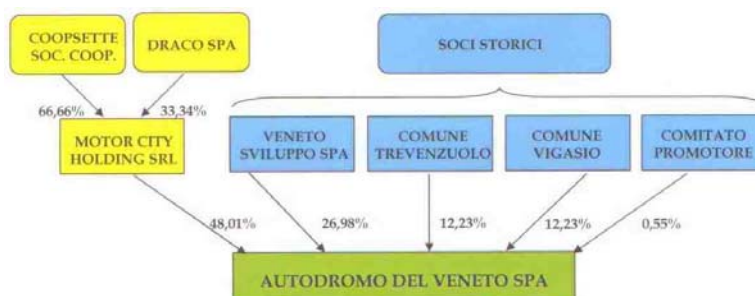 COOPSETTE
SOC. COOP.
DRACO SPA
SOCI STORICI
66,66%
33,34%
MOTOR CITY
HOLDING SRL
VENETO
SVILUPPO SPA
COMUNE
TREVENZUOLO
COMUNE
VIGASIO
COMITATO
PROMOTORE
48,01%
26,98%
12,23%
12,23%
0,55%
AUTODROMO DEL VENETO SPA